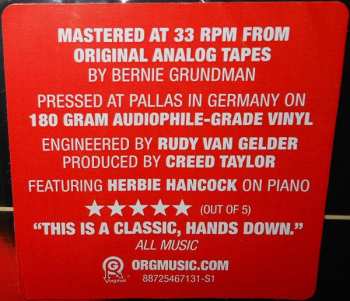 MASTERED AT 33 RPM FROM
ORIGINAL ANALOG TAPES
BY BERNIE GRUNDMAN
PRESSED AT PALLAS IN GERMANY ON
180 GRAM AUDIOPHILE-GRADE VINYL
ENGINEERED BY RUDY VAN GELDER
PRODUCED BY CREED TAYLOR
FEATURING HERBIE HANCOCK ON PIANO
★★★★★ (OUT OF 5)
“THIS IS A CLASSIC, HANDS DOWN.”
ALL MUSIC
ORGMUSIC.COM
88725467131-S1